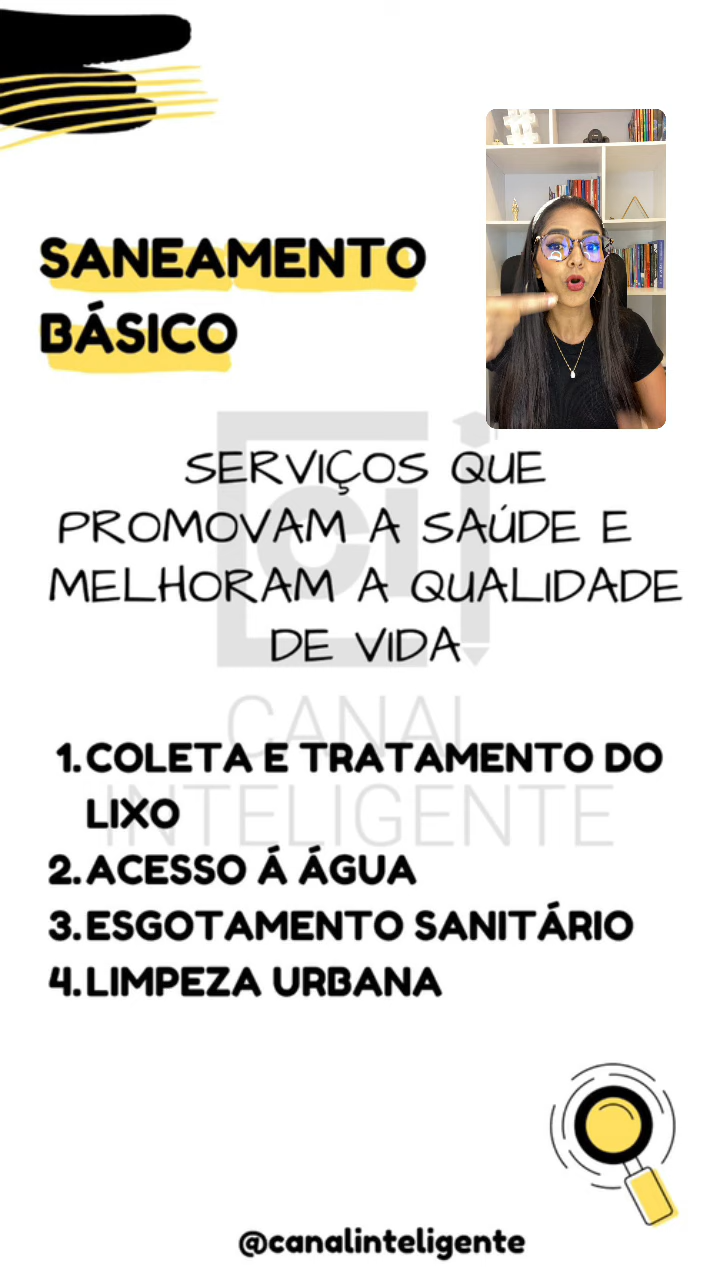 SANEAMENTO
BÁSICO
SERVIÇOS QUE
PROMOVAM A SAÚDE E
MELHORAM A QUALIDADE
DE VIDA
CANAL
1. COLETA E TRATAMENTO DO
LIXO
INTELIGENTE
2. ACESSO Á ÁGUA
3. ESGOTAMENTO SANITÁRIO
4. LIMPEZA URBANA
@canalinteligente